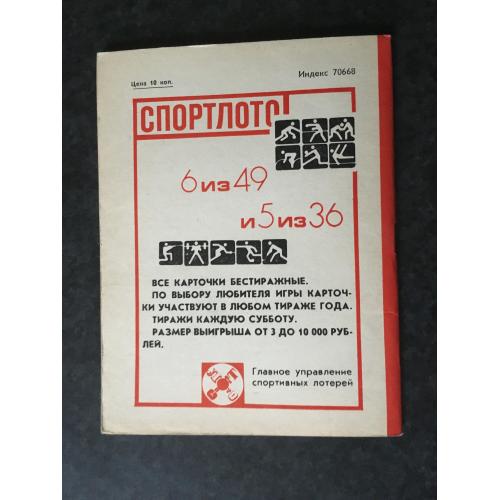 Цена 10 коп.
Индекс 70668
СПОРТЛОТО
6 из 49
и 5 из 36
ВСЕ КАРТОЧКИ БЕСТИРАЖНЫЕ.
ПО ВЫБОРУ ЛЮБИТЕЛЯ ИГРЫ КАРТОЧ-
КИ УЧАСТВУЮТ В ЛЮБОМ ТИРАЖЕ ГОДА.
ТИРАЖИ КАЖДУЮ СУББОТУ.
РАЗМЕР ВЫИГРЫША ОТ 3 ДО 10 000 РУБ-
ЛЕЙ.
Главное управление
спортивных лотерей